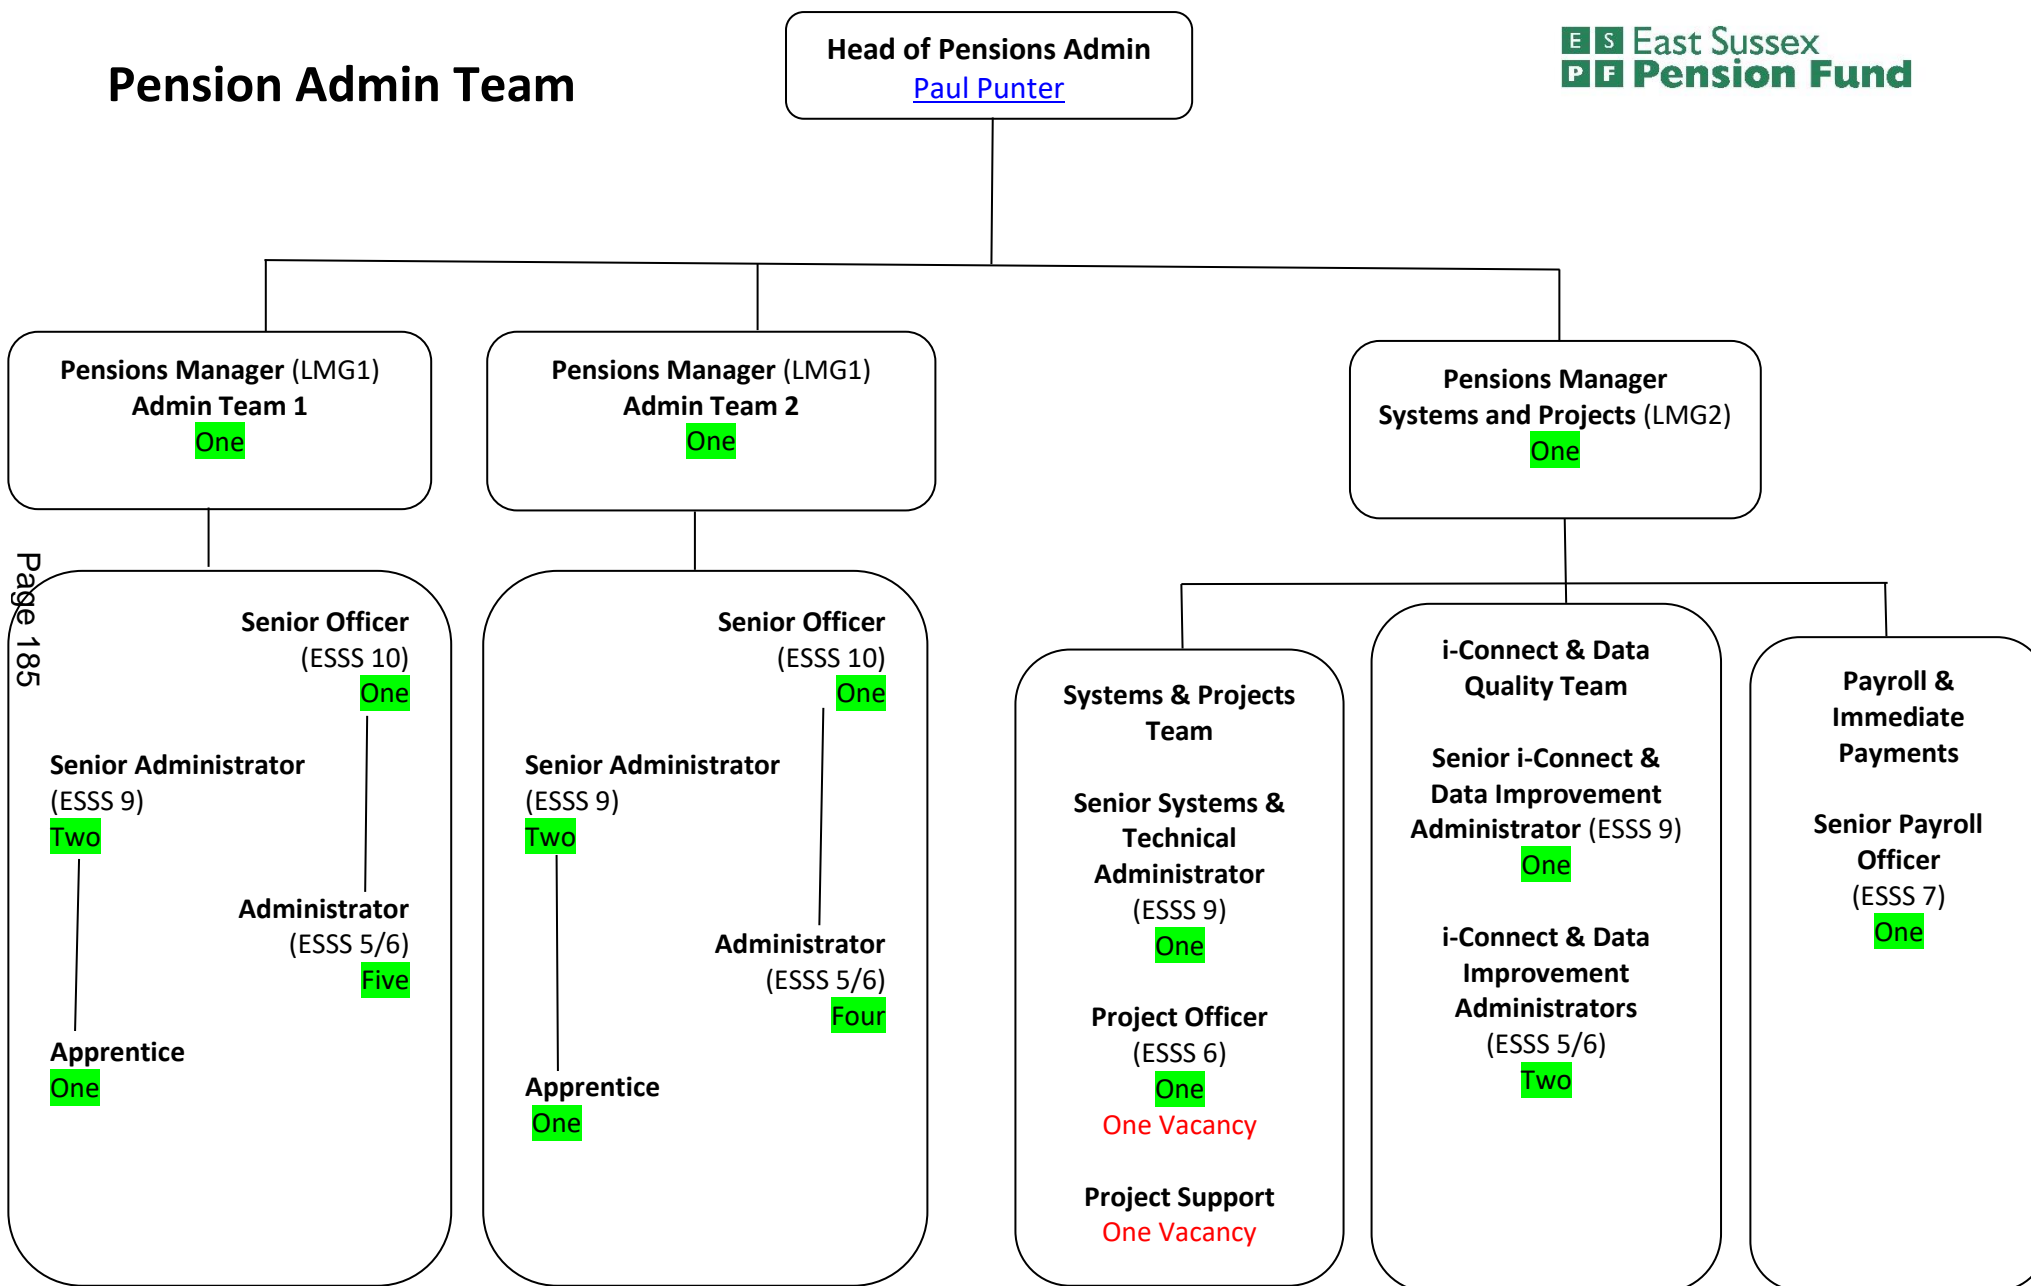 Pension Admin Team
Head of Pensions Admin
Paul Punter
E S East Sussex
P F Pension Fund
Pensions Manager (LMG1)
Admin Team 1
One
Pensions Manager (LMG1)
Admin Team 2
One
Pensions Manager
Systems and Projects (LMG2)
One
Page 185
Senior Officer
(ESSS 10)
One
Senior Administrator
(ESSS 9)
Two
Administrator
(ESSS 5/6)
Five
Apprentice
One
Senior Officer
(ESSS 10)
One
Senior Administrator
(ESSS 9)
Two
Administrator
(ESSS 5/6)
Four
Apprentice
One
Systems & Projects
Team
Senior Systems &
Technical
Administrator
(ESSS 9)
One
Project Officer
(ESSS 6)
One
One Vacancy
Project Support
One Vacancy
i-Connect & Data
Quality Team
Senior i-Connect &
Data Improvement
Administrator (ESSS 9)
One
i-Connect & Data
Improvement
Administrators
(ESSS 5/6)
Two
Payroll &
Immediate
Payments
Senior Payroll
Officer
(ESSS 7)
One